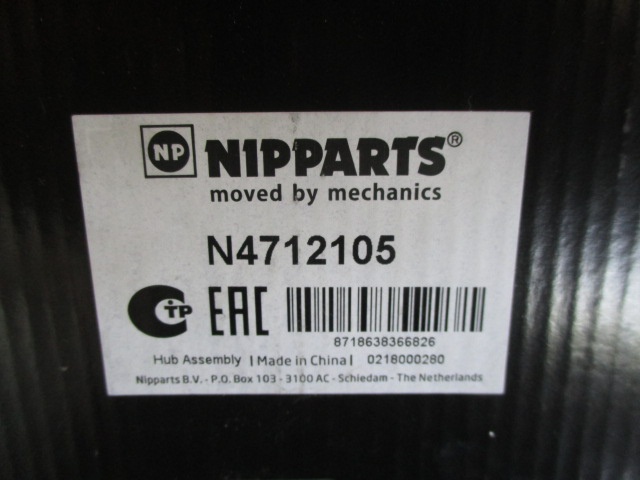 NP NIPPARTS®
moved by mechanics
N4712105
СТР EAC
8718638366826
Hub Assembly | Made in China | 0218000280
Nipparts B.V. - P.O. Box 103 - 3100 AC - Schiedam - The Netherlands